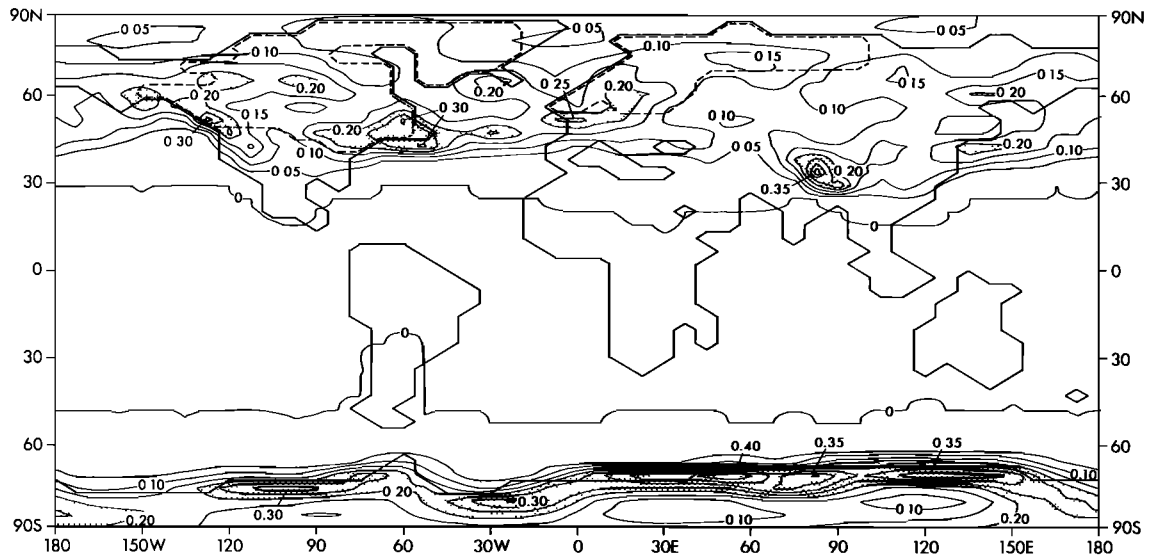 90N 0 05 0 05 0 05 90N
0 10 0 10
0 15 0 15
0 25 0 15
60 0 20 0 20 0 20 0 20 0 20 60
0 15 0 30 0 10
0 20 0 10
0 30 0 10 0 05 0 20 0 10
0 05 0 20
30 0.35 30
0 0
0 0
0
30 30
0
60 0.40 0.35 0.35 60
0.10 0.20 0.30 0.10
0.20 0.30 0.10 0.10 0.20
90S 90S
180 150W 120 90 60 30W 0 30E 60 90 120 150E 180